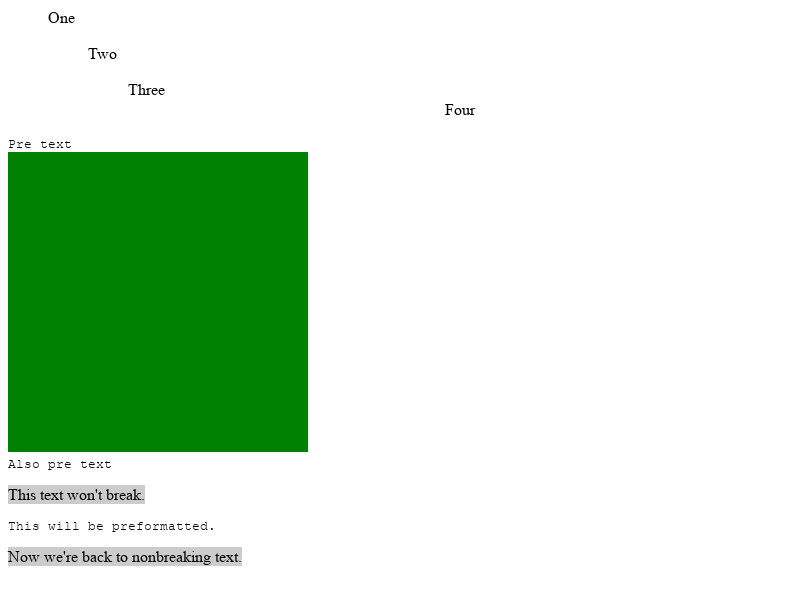 One
Two
Three
Four
Pre text
Also pre text
This text won't break.
This will be preformatted.
Now we're back to nonbreaking text.